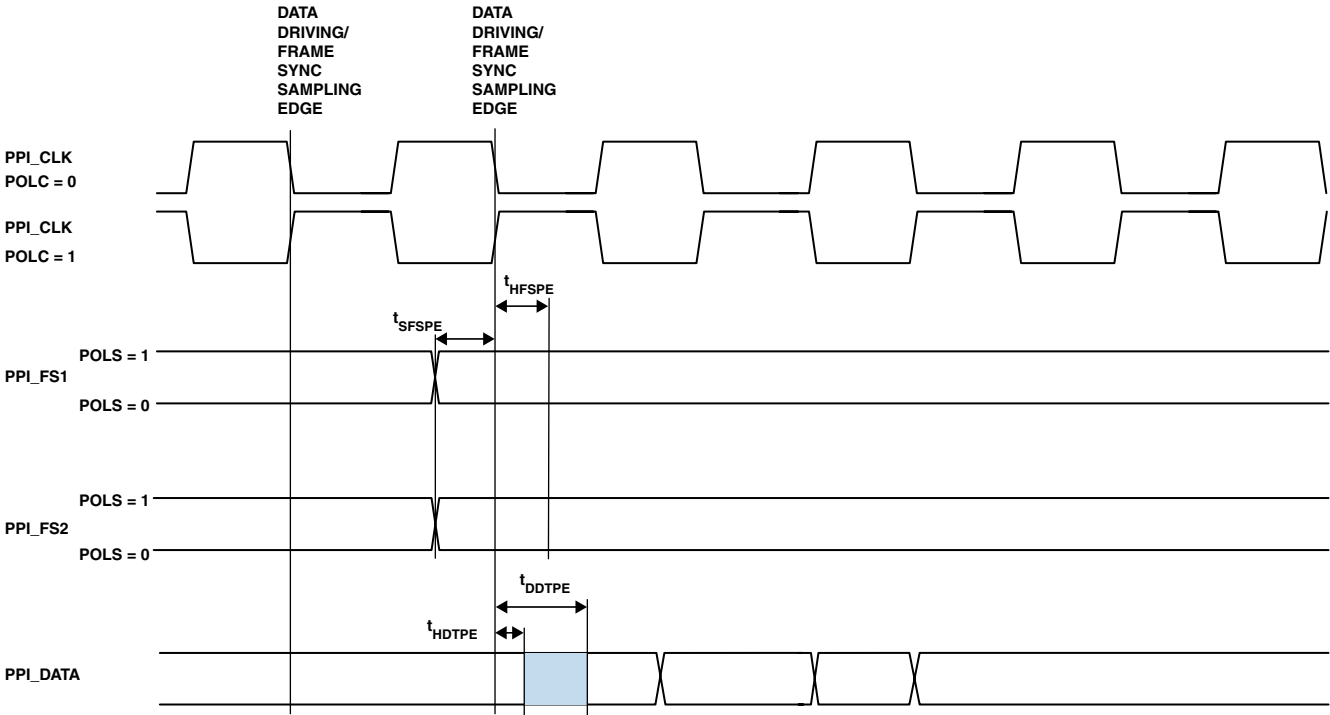 DATA
DRIVING/
FRAME
SYNC
SAMPLING
EDGE
DATA
DRIVING/
FRAME
SYNC
SAMPLING
EDGE
PPI_CLK
POLC = 0
PPI_CLK
POLC = 1
tHFSPE
tSFSPE
POLS = 1
PPI_FS1
POLS = 0
POLS = 1
PPI_FS2
POLS = 0
tDDTPE
tHDTPE
PPI_DATA